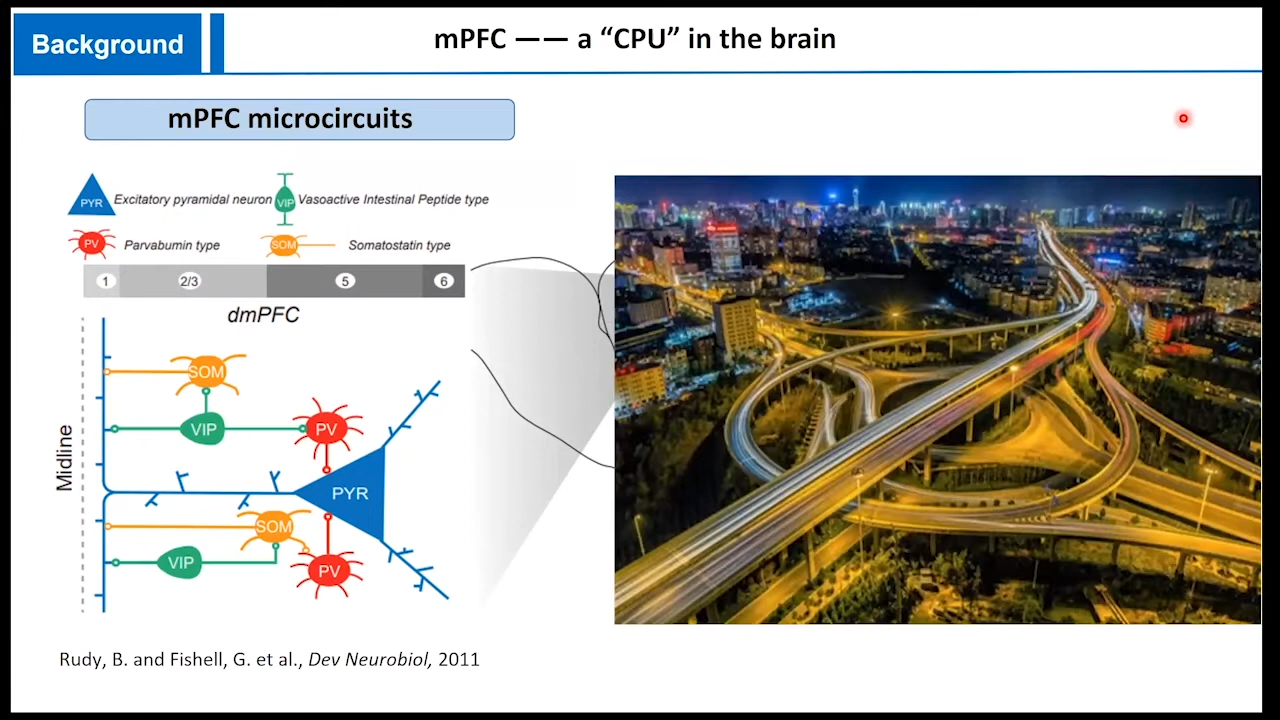 Background
mPFC —— a “CPU” in the brain
mPFC microcircuits
PYR Excitatory pyramidal neuron VIP Vasoactive Intestinal Peptide type
PV Parvabumin type SOM Somatostatin type
1 2/3 5 6
dmPFC
Midline
SOM
VIP PV
PYR
SOM
VIP PV
Rudy, B. and Fishell, G. et al., Dev Neurobiol, 2011